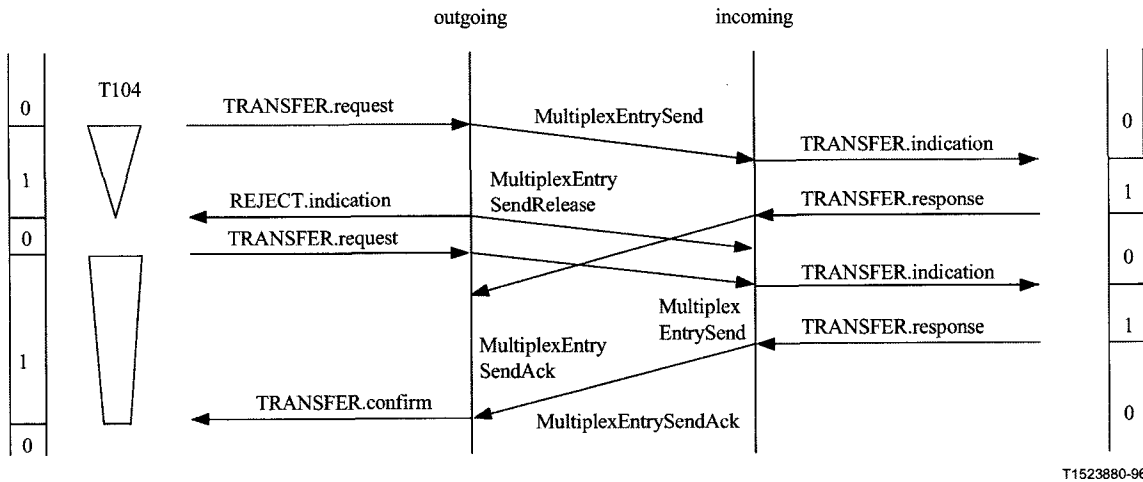 outgoing
incoming
T104
0
TRANSFER.request
MultiplexEntrySend
0
TRANSFER.indication
1
MultiplexEntry
SendRelease
REJECT.indication
TRANSFER.response
1
0
TRANSFER.request
0
TRANSFER.indication
Multiplex
EntrySend
TRANSFER.response
1
MultiplexEntry
SendAck
1
TRANSFER.confirm
MultiplexEntrySendAck
0
0
T1523880-96